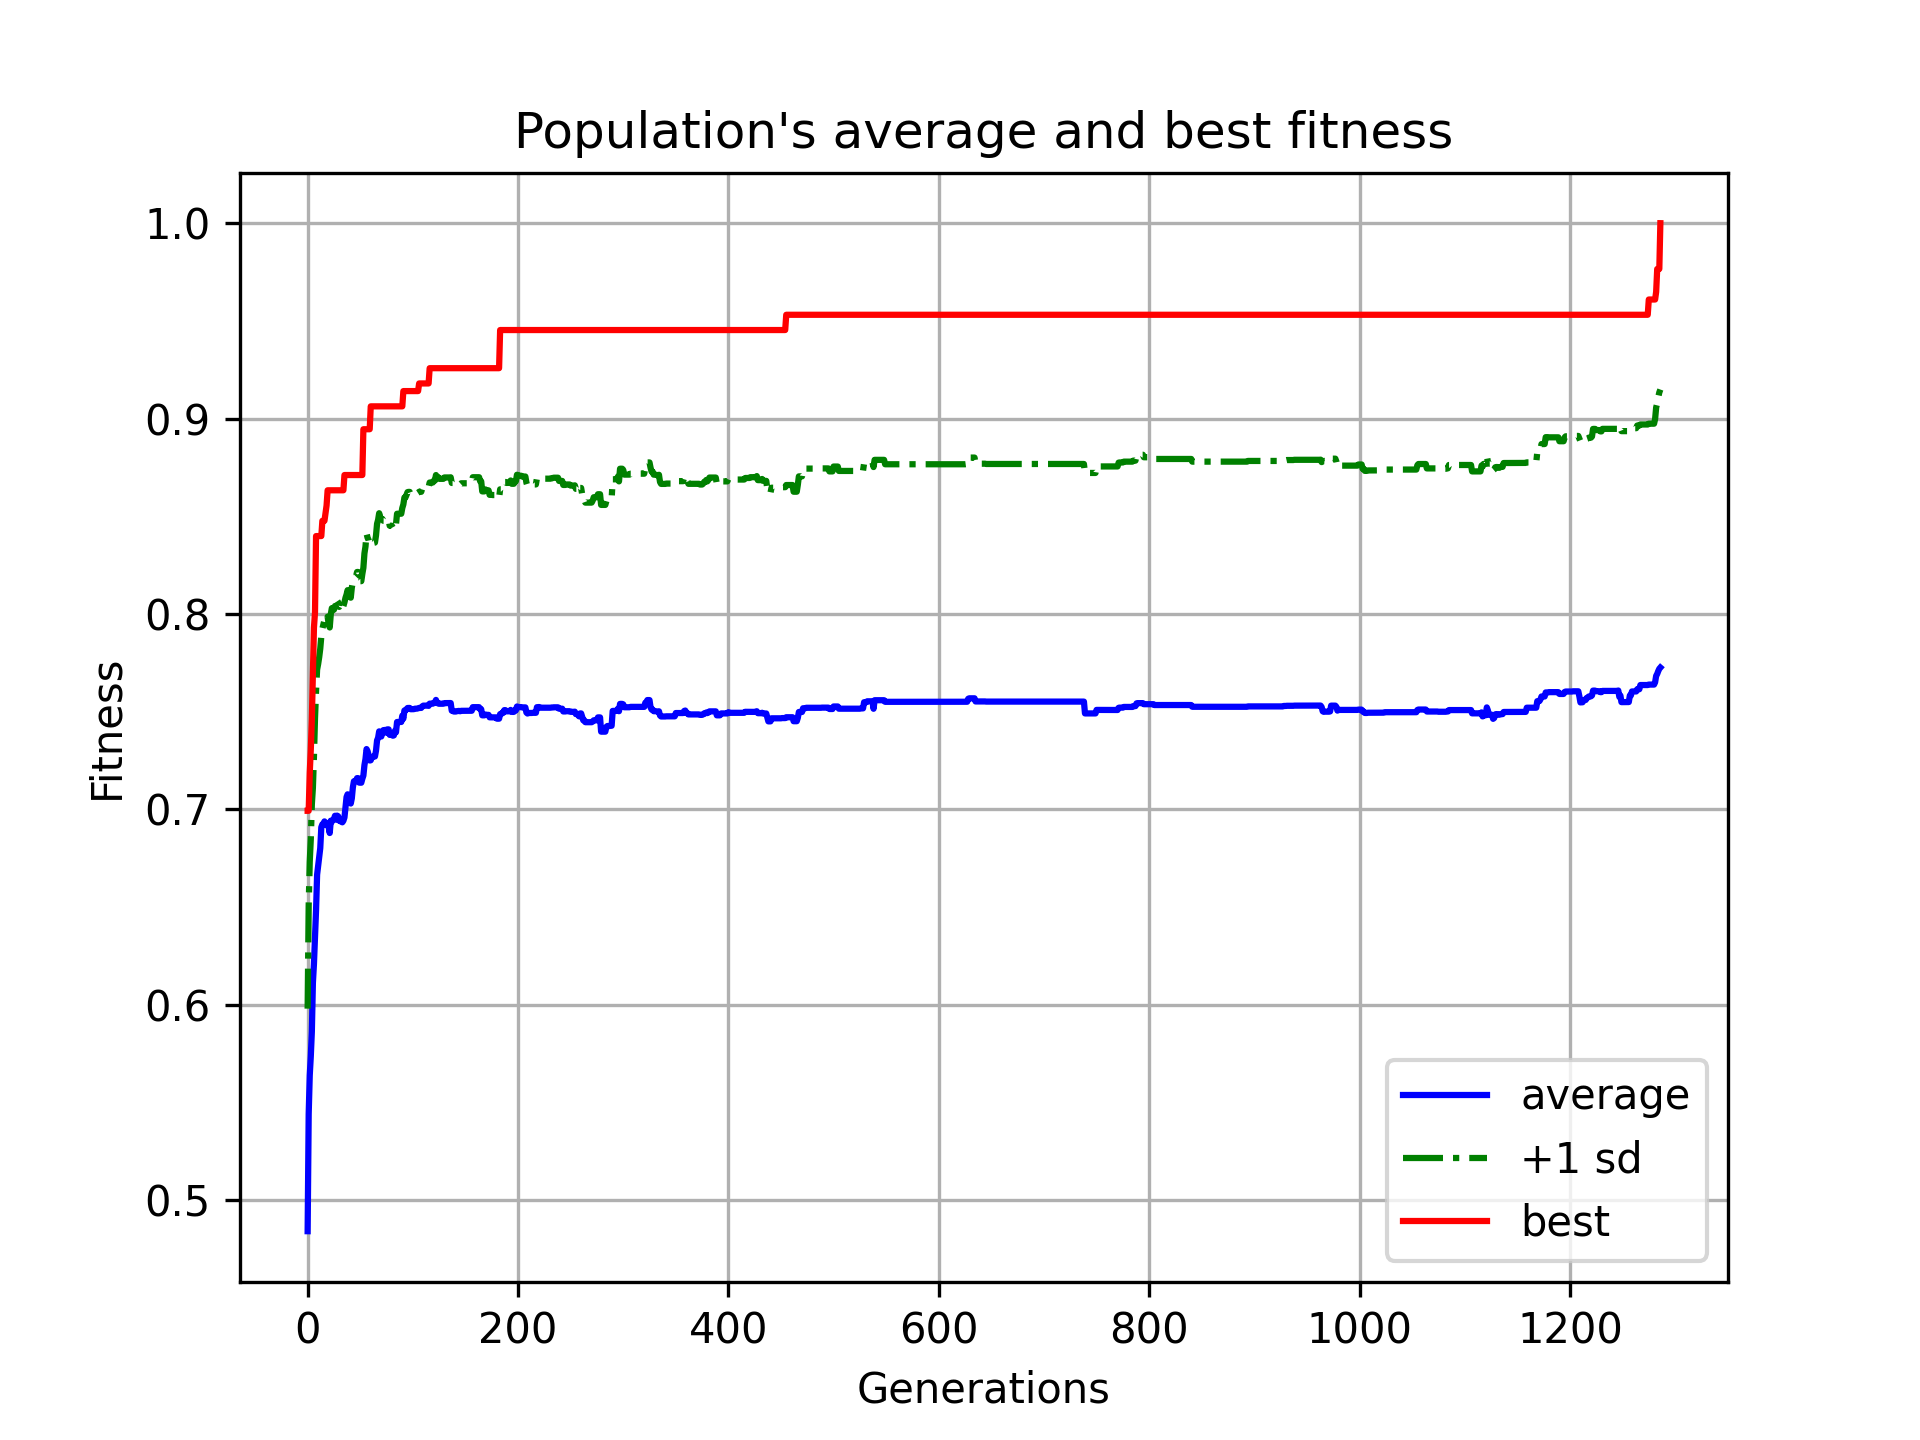 Population's average and best fitness
1.0
0.9
0.8
0.7
0.6
0.5
Fitness
0 200 400 600 800 1000 1200
Generations
average
+1 sd
best